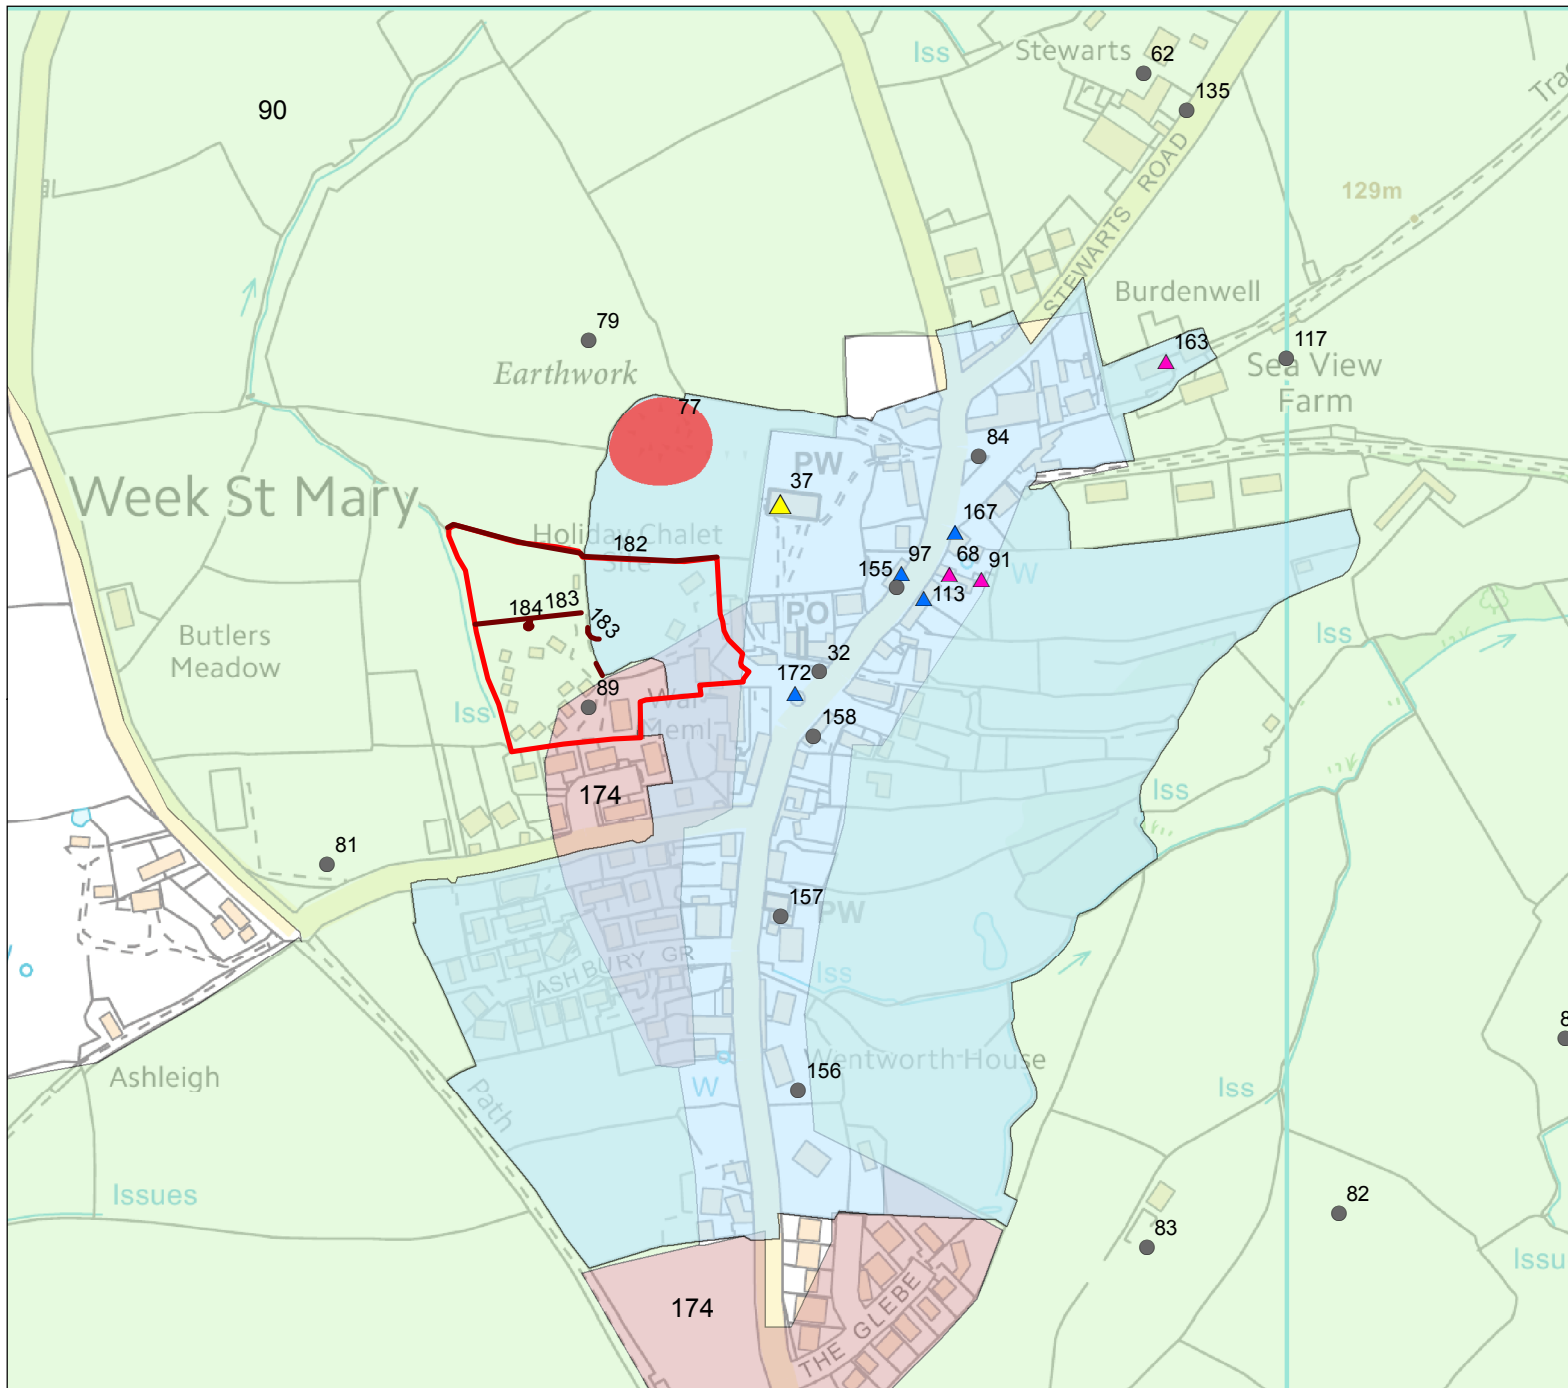 Iss
Stewarts
62
135
90
Trac
STEWARTS ROAD
129m
Burdenwell
79
163
117
Earthwork
Sea View
Farm
77
84
PW
37
Week St Mary
Holiday Chalet
Site
182
167
97
68
91
155
W
113
184
183
183
PO
Butlers
Meadow
Iss
32
172
89
War
Meml
Iss
158
174
Iss
81
157
PW
ASHBURY GR
Iss
8
Wentworth House
Ashleigh
156
W
Path
Iss
Issues
82
83
Issu
174
THE GLEBE